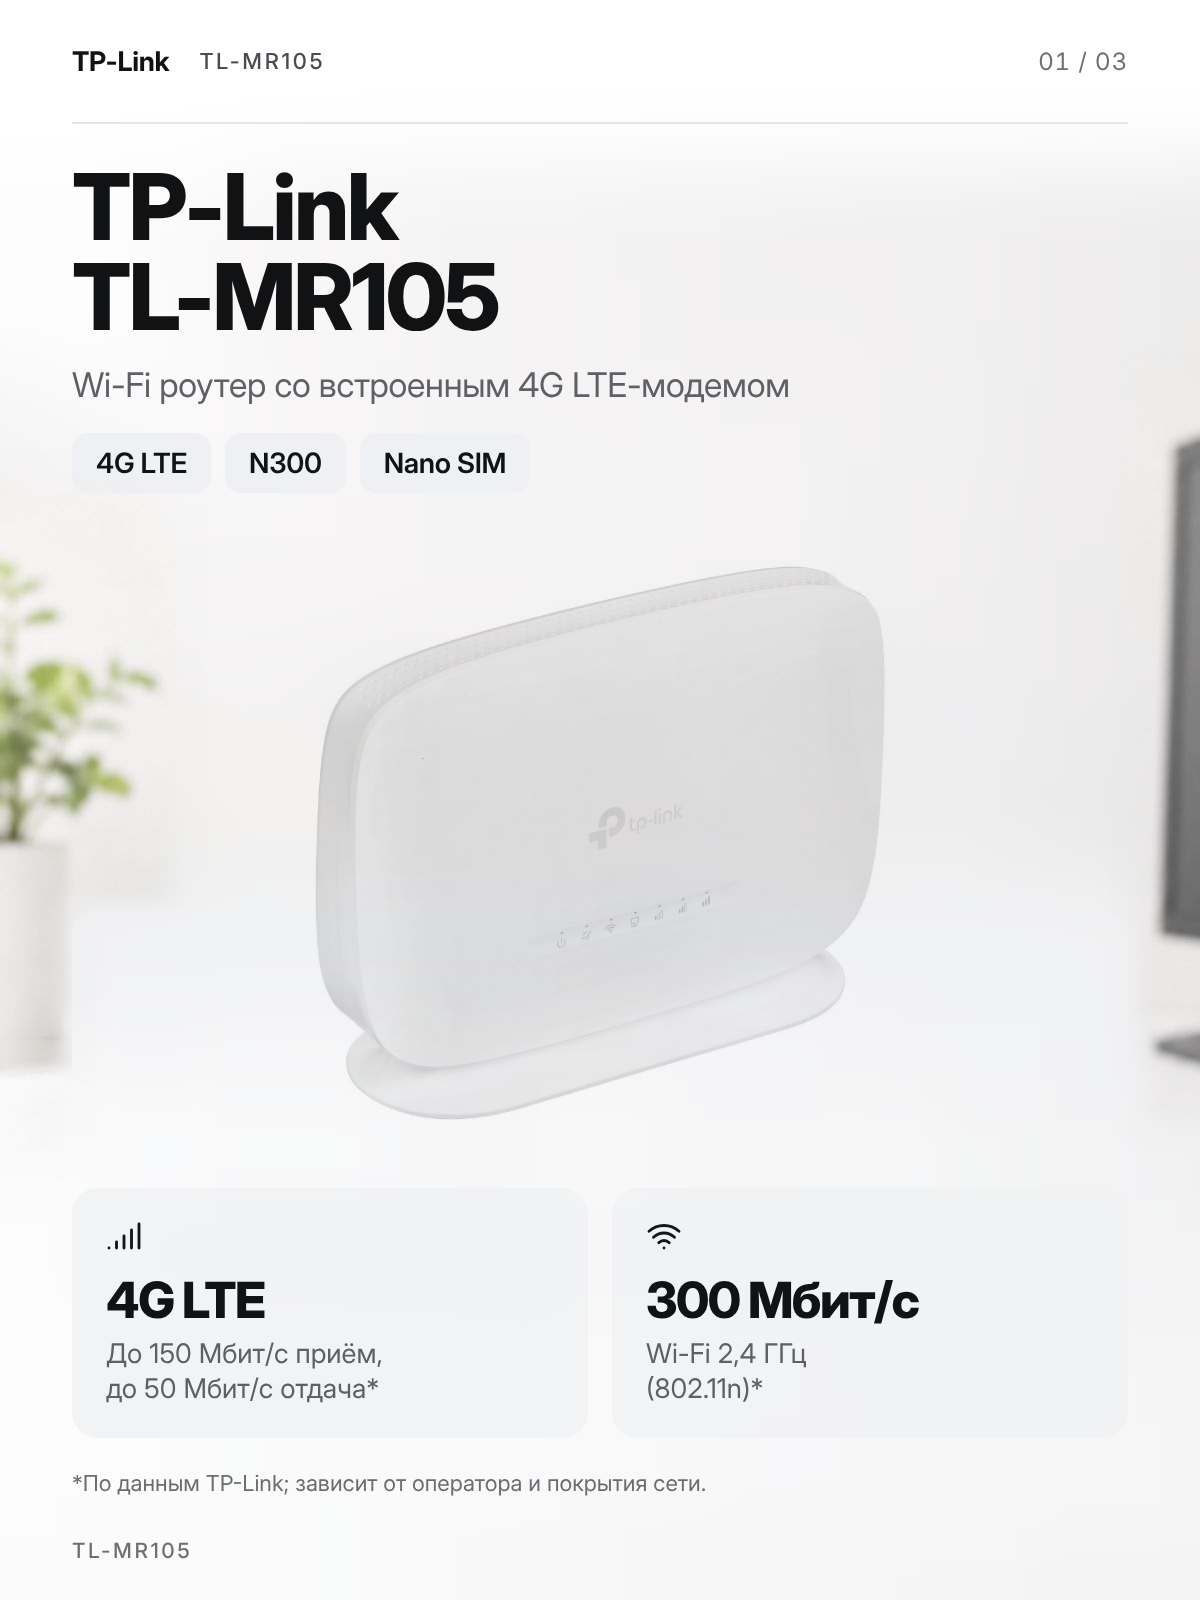 TP-Link TL-MR105 01 / 03
TP-Link
TL-MR105
Wi-Fi роутер со встроенным 4G LTE-модемом
4G LTE N300 Nano SIM
tp-link
4G LTE
До 150 Мбит/с приём,
до 50 Мбит/с отдача*
300 Мбит/с
Wi-Fi 2,4 ГГц
(802.11n)*
*По данным TP-Link; зависит от оператора и покрытия сети.
TL-MR105